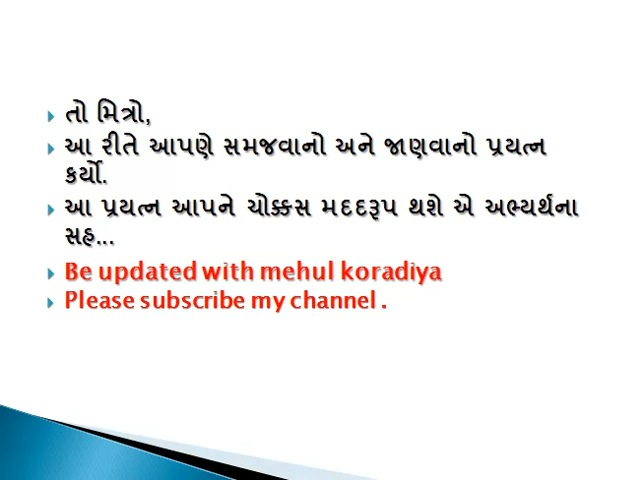 તો મિત્રો,
આ રીતે આપણે સમજવાનો અને જાણવાનો પ્રયત્ન
કર્યો.
આ પ્રયત્ન આપને ચોક્કસ મદદરૂપ થશે એ અભ્યર્થના
સહ...
Be updated with mehul koradiya
Please subscribe my channel .